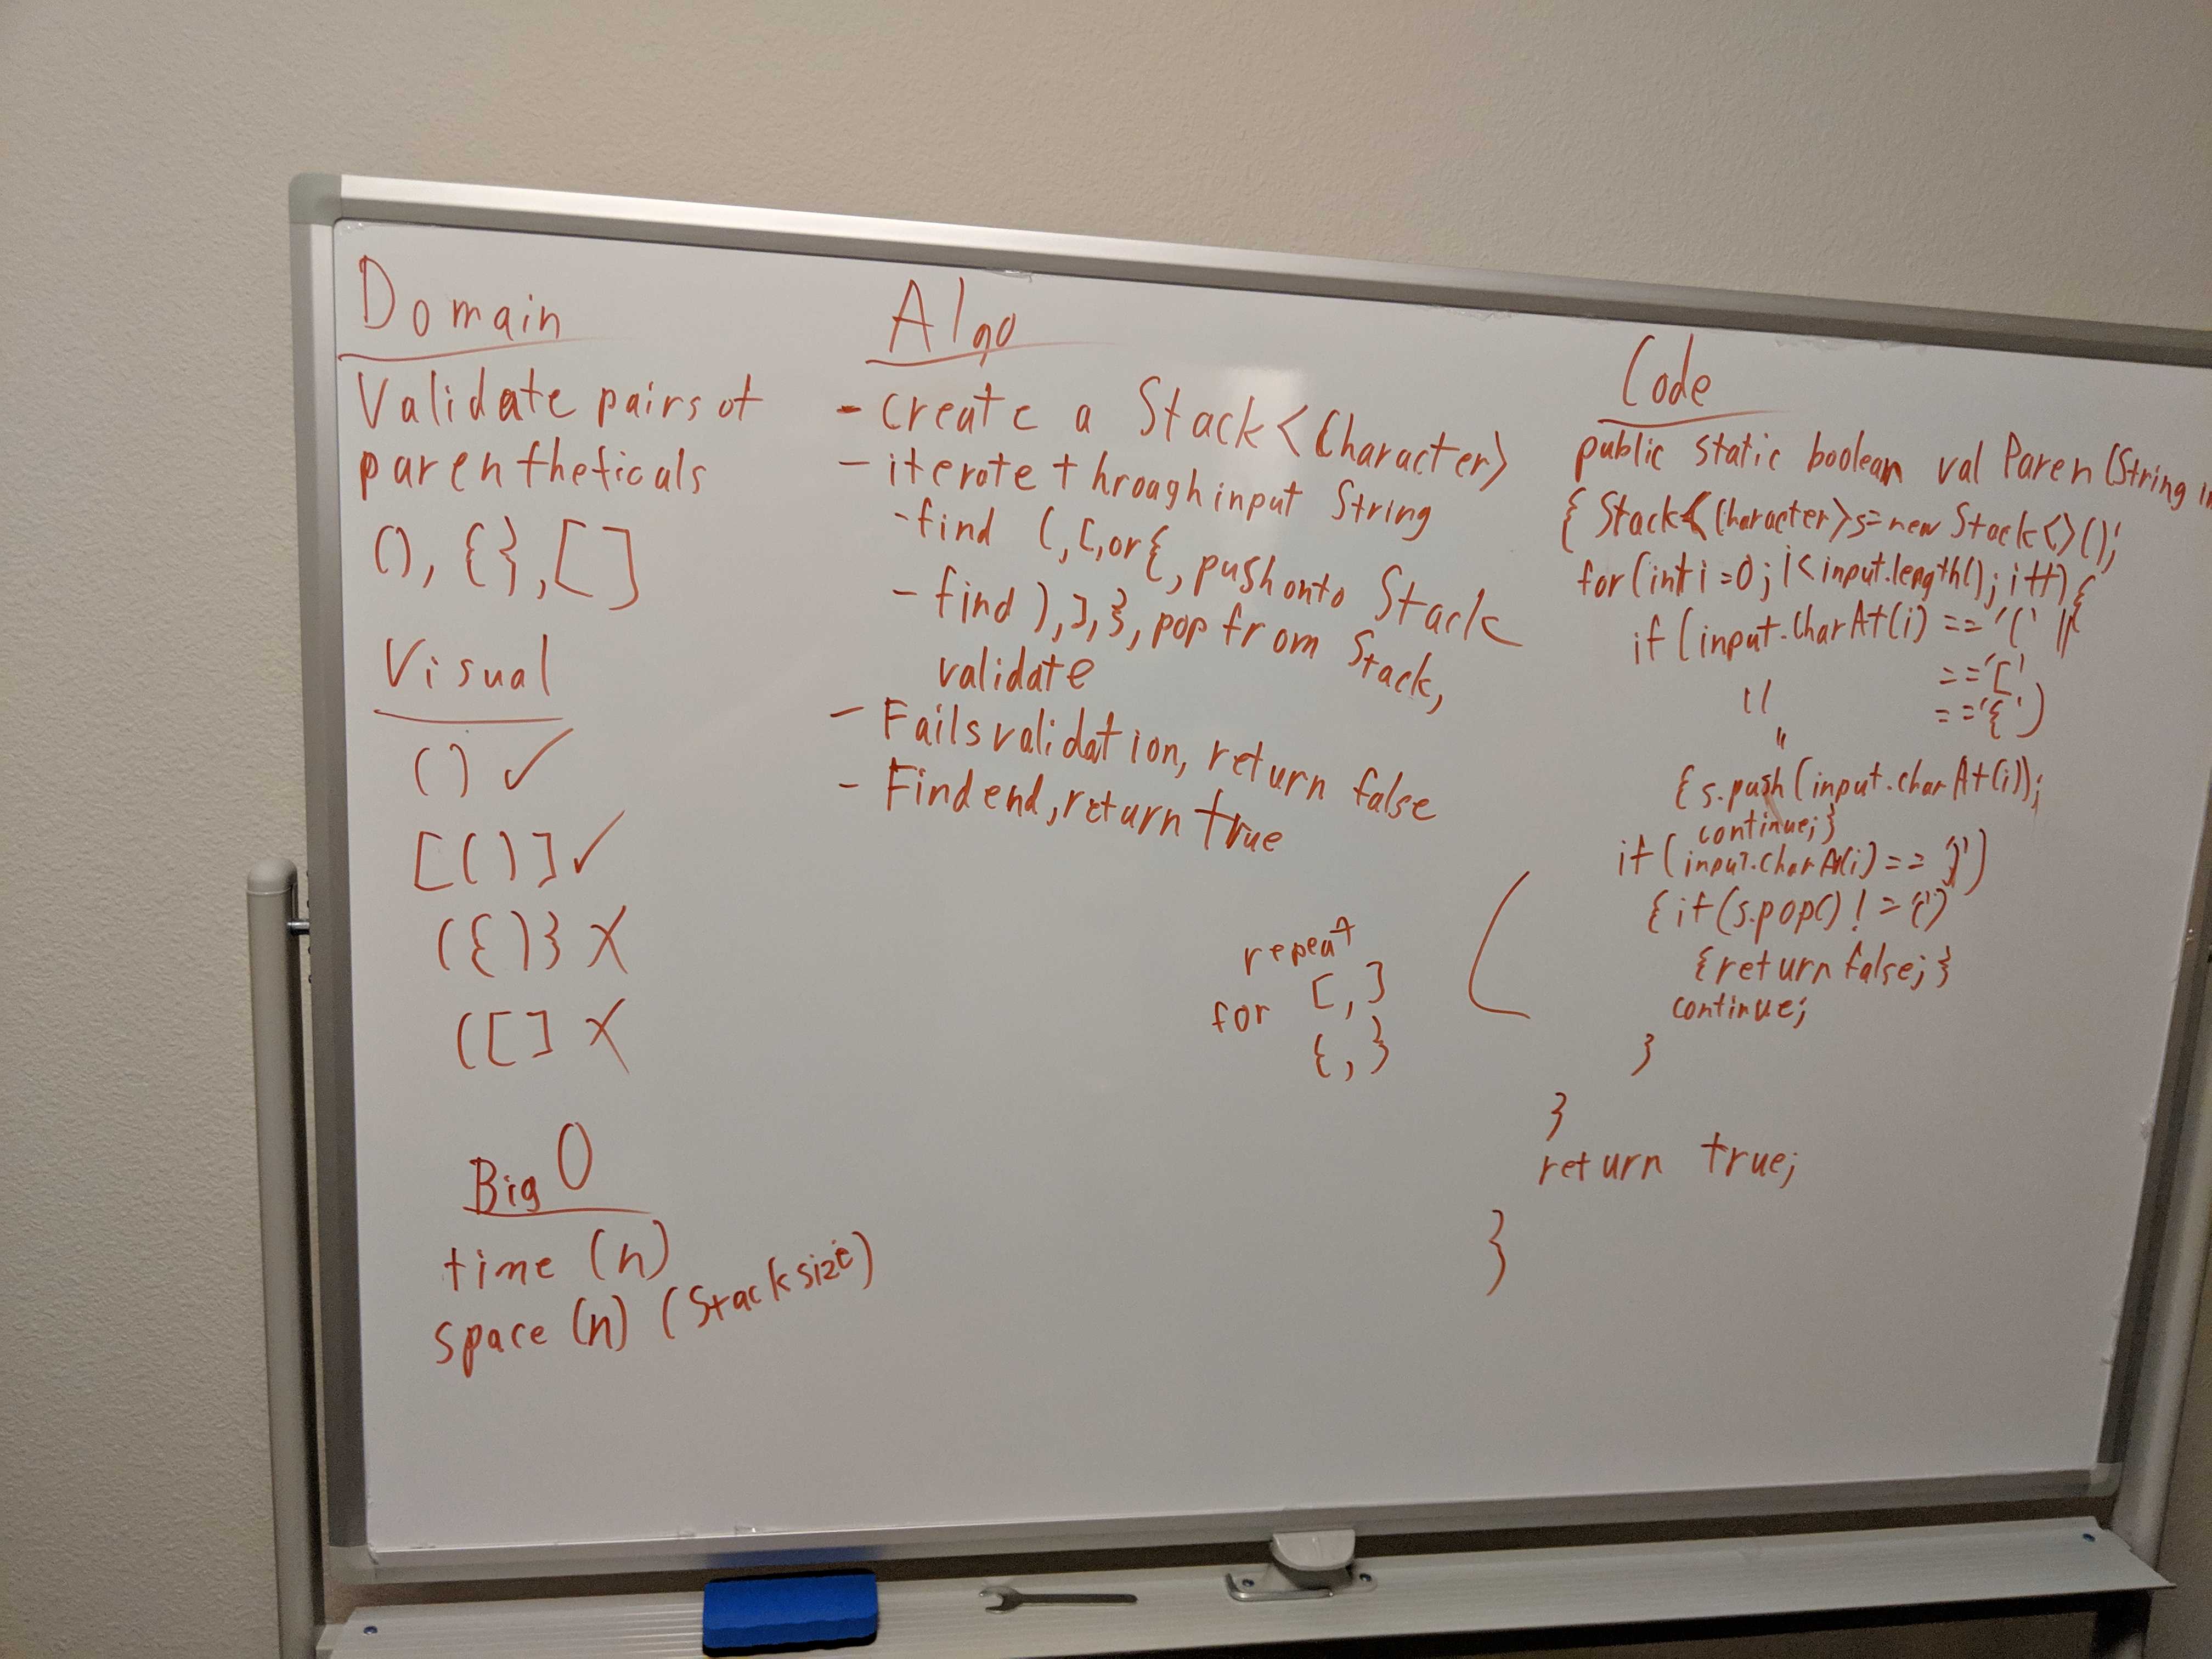 Domain
Validate pairs of
parentheticals
(), {}, []
Visual
() ✓
[()] ✓
({)} X
([] X
Big O
time (n)
space (n) (Stack size)
Algo
- create a Stack<Character>
- iterate through input String
- find (, [, or {, push onto Stack
- find ), ], }, pop from Stack,
validate
- Fails validation, return false
- Find end, return true
repeat
for [, ]
{, }
Code
public static boolean val Paren (String in
{ Stack<Character> s = new Stack<>();
for (int i = 0; i < input.length(); i++) {
if (input.charAt(i) == '(' ||
" == '['
" == '{')
{ s.push(input.charAt(i));
continue; }
if (input.charAt(i) == ')')
{ if (s.pop() != '(')
{ return false; }
continue;
}
}
return true;
}